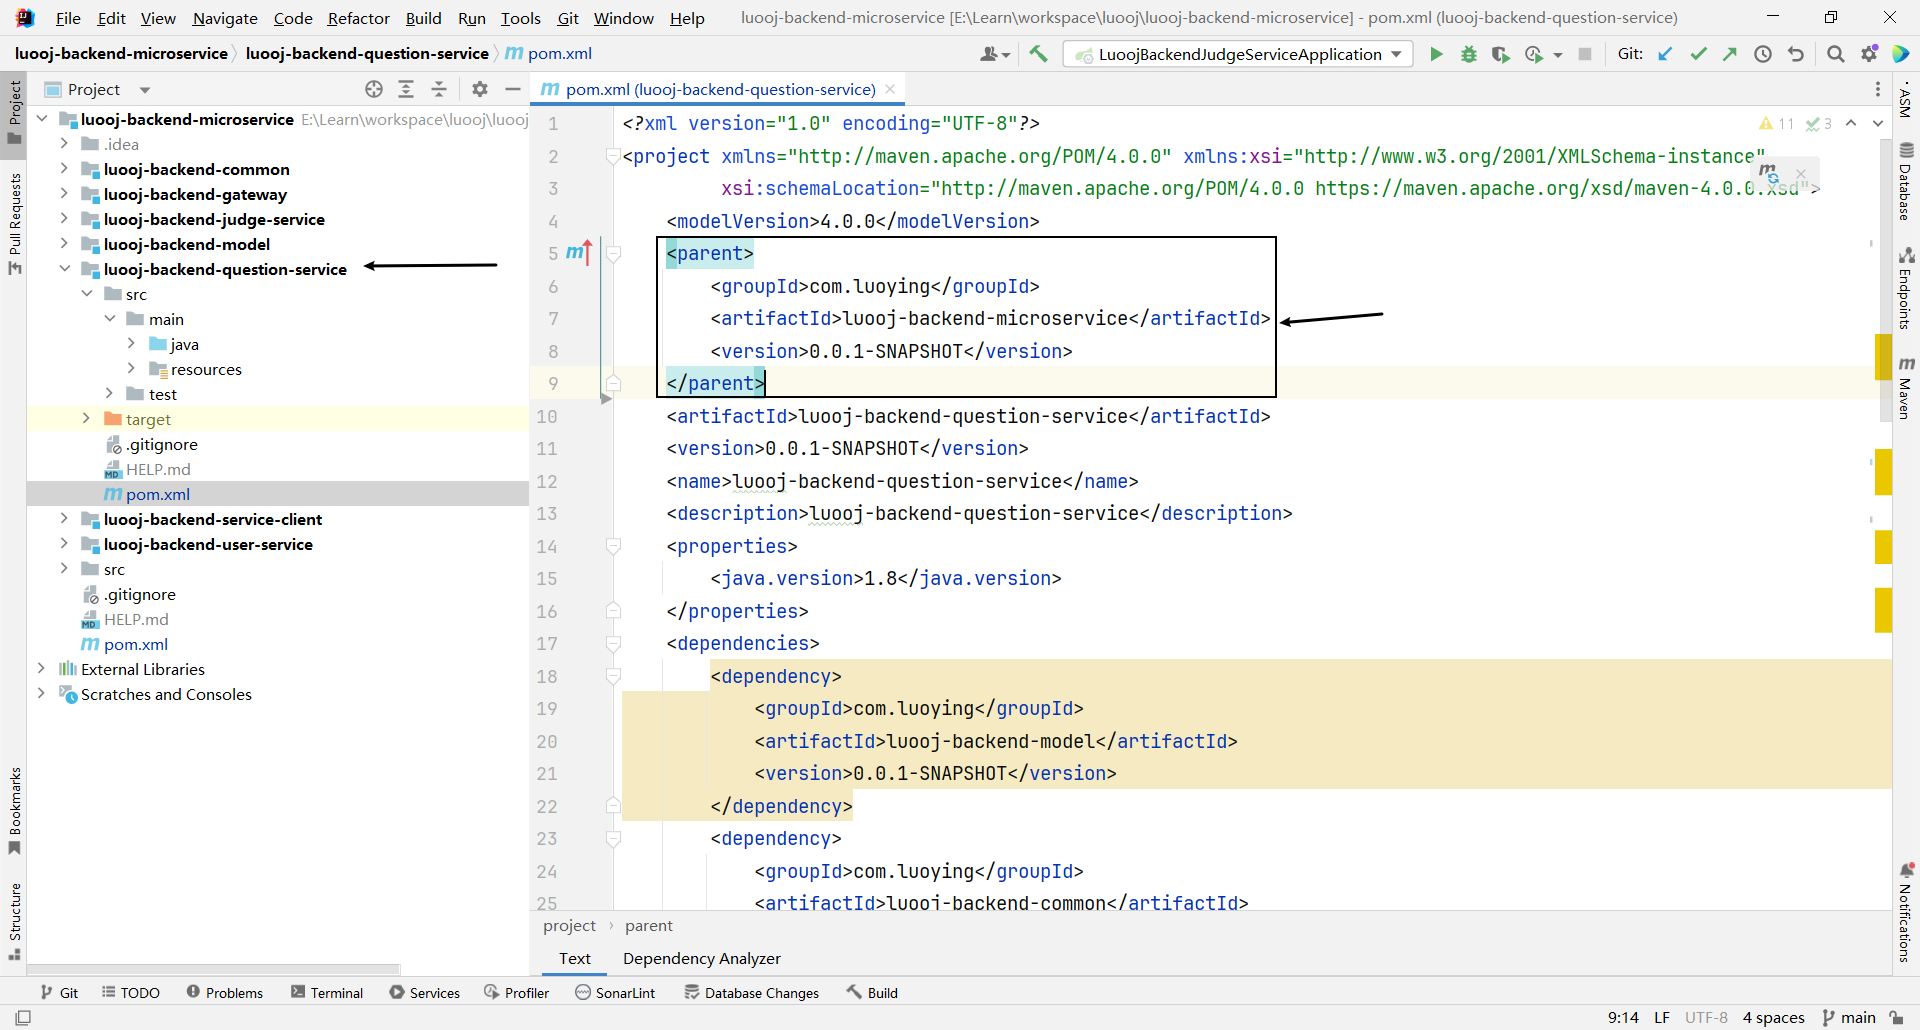 File Edit View Navigate Code Refactor Build Run Tools Git Window Help luooj-backend-microservice [E:\Learn\workspace\luooj\luooj-backend-microservice] - pom.xml (luooj-backend-question-service)
luooj-backend-microservice luooj-backend-question-service pom.xml LuoojBackendJudgeServiceApplication Git:
Project
pom.xml (luooj-backend-question-service)
Project
Pull Requests
Bookmarks
Structure
luooj-backend-microservice E:\Learn\workspace\luooj\luooj
.idea
luooj-backend-common
luooj-backend-gateway
luooj-backend-judge-service
luooj-backend-model
luooj-backend-question-service
src
main
java
resources
test
target
.gitignore
HELP.md
pom.xml
luooj-backend-service-client
luooj-backend-user-service
src
.gitignore
HELP.md
pom.xml
External Libraries
Scratches and Consoles
11 3
1 <?xml version="1.0" encoding="UTF-8"?>
2 <project xmlns="http://maven.apache.org/POM/4.0.0" xmlns:xsi="http://www.w3.org/2001/XMLSchema-instance"
3 xsi:schemaLocation="http://maven.apache.org/POM/4.0.0 https://maven.apache.org/xsd/maven-4.0.0.xsd">
4 <modelVersion>4.0.0</modelVersion>
5 <parent>
6 <groupId>com.luoying</groupId>
7 <artifactId>luooj-backend-microservice</artifactId>
8 <version>0.0.1-SNAPSHOT</version>
9 </parent>
10 <artifactId>luooj-backend-question-service</artifactId>
11 <version>0.0.1-SNAPSHOT</version>
12 <name>luooj-backend-question-service</name>
13 <description>luooj-backend-question-service</description>
14 <properties>
15 <java.version>1.8</java.version>
16 </properties>
17 <dependencies>
18 <dependency>
19 <groupId>com.luoying</groupId>
20 <artifactId>luooj-backend-model</artifactId>
21 <version>0.0.1-SNAPSHOT</version>
22 </dependency>
23 <dependency>
24 <groupId>com.luoying</groupId>
25 <artifactId>luooj-backend-common</artifactId>
project › parent
Text Dependency Analyzer
ASM
Database
Endpoints
Maven
Notifications
Git TODO Problems Terminal Services Profiler SonarLint Database Changes Build
9:14 LF UTF-8 4 spaces main